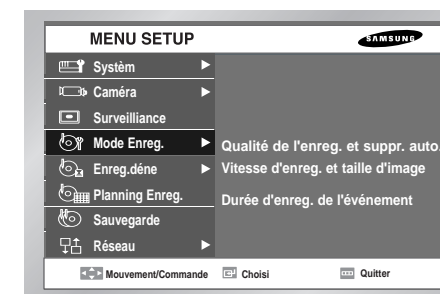 MENU SETUP
SAMSUNG
Systèm
Caméra
Surveilliance
Mode Enreg.
Qualité de l'enreg. et suppr. auto.
Enreg.déne
Vitesse d'enreg. et taille d'image
Planning Enreg.
Durée d'enreg. de l'événement
Sauvegarde
Réseau
Mouvement/Commande
Choisi
Quitter